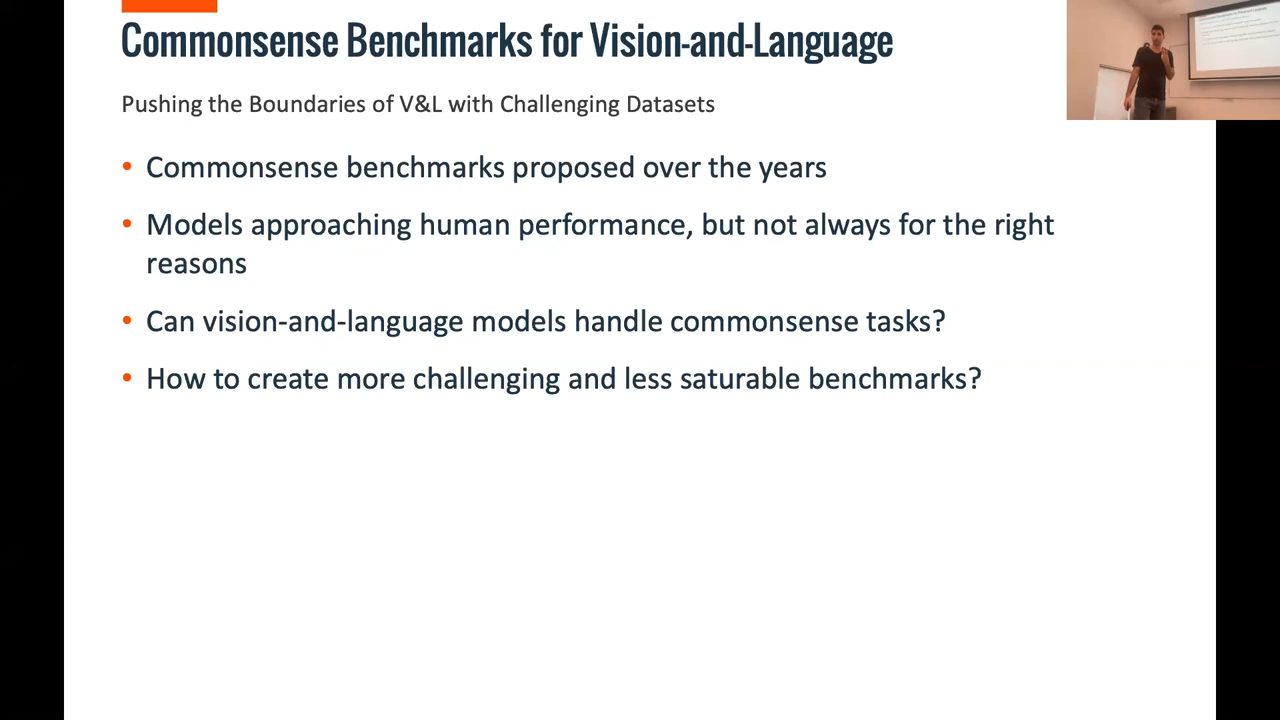 Commonsense Benchmarks for Vision-and-Language
Pushing the Boundaries of V&L with Challenging Datasets
• Commonsense benchmarks proposed over the years
• Models approaching human performance, but not always for the right
reasons
• Can vision-and-language models handle commonsense tasks?
• How to create more challenging and less saturable benchmarks?